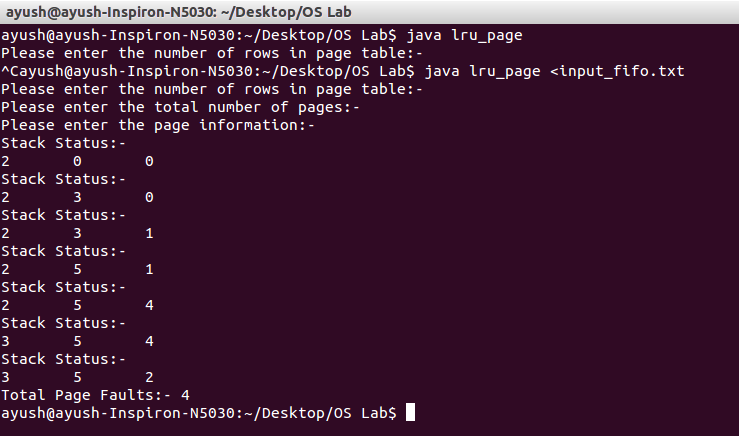 ayush@ayush-Inspiron-N5030: ~/Desktop/OS Lab
ayush@ayush-Inspiron-N5030:~/Desktop/OS Lab$ java lru_page
Please enter the number of rows in page table:-
^Cayush@ayush-Inspiron-N5030:~/Desktop/OS Lab$ java lru_page <input_fifo.txt
Please enter the number of rows in page table:-
Please enter the total number of pages:-
Please enter the page information:-
Stack Status:-
2       0       0
Stack Status:-
2       3       0
Stack Status:-
2       3       1
Stack Status:-
2       5       1
Stack Status:-
2       5       4
Stack Status:-
3       5       4
Stack Status:-
3       5       2
Total Page Faults:- 4
ayush@ayush-Inspiron-N5030:~/Desktop/OS Lab$